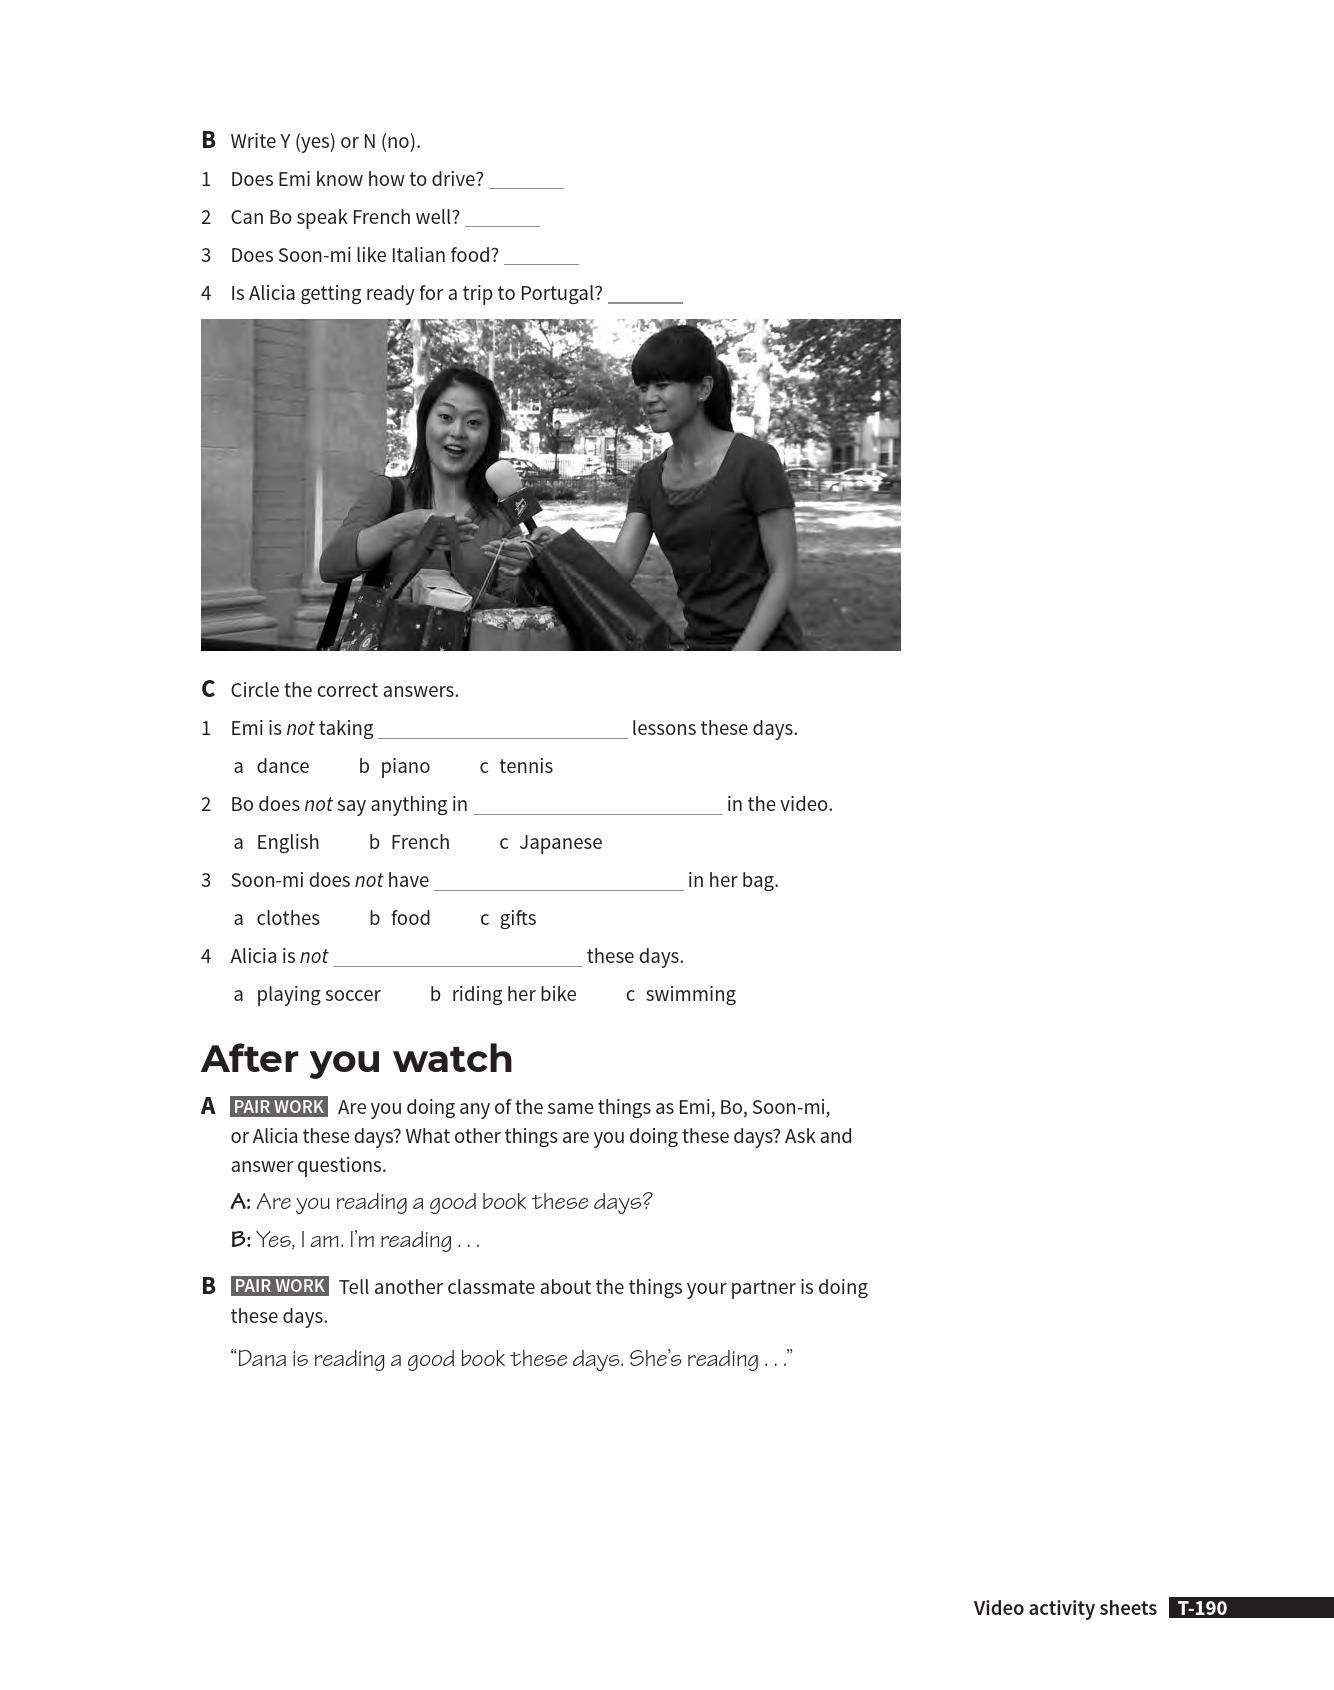 B Write Y (yes) or N (no).
1 Does Emi know how to drive? _______
2 Can Bo speak French well? _______
3 Does Soon-mi like Italian food? _______
4 Is Alicia getting ready for a trip to Portugal? _______
C Circle the correct answers.
1 Emi is not taking _______ lessons these days.
a dance b piano c tennis
2 Bo does not say anything in _______ in the video.
a English b French c Japanese
3 Soon-mi does not have _______ in her bag.
a clothes b food c gifts
4 Alicia is not _______ these days.
a playing soccer b riding her bike c swimming
After you watch
A PAIR WORK Are you doing any of the same things as Emi, Bo, Soon-mi,
or Alicia these days? What other things are you doing these days? Ask and
answer questions.
A: Are you reading a good book these days?
B: Yes, I am. I'm reading . . .
B PAIR WORK Tell another classmate about the things your partner is doing
these days.
“Dana is reading a good book these days. She's reading . . .”
Video activity sheets T-190